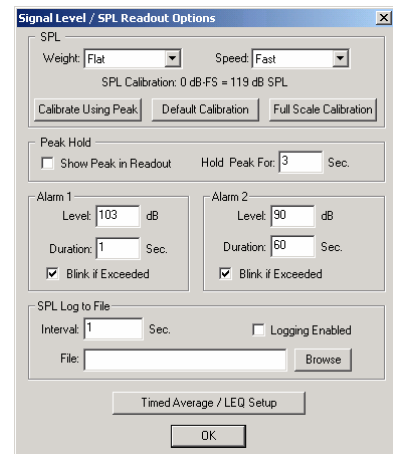 Signal Level / SPL Readout Options
SPL
Weight: Flat Speed: Fast
SPL Calibration: 0 dB-FS = 119 dB SPL
Calibrate Using Peak Default Calibration Full Scale Calibration
Peak Hold
Show Peak in Readout Hold Peak For: 3 Sec.
Alarm 1 Alarm 2
Level: 103 dB Level: 90 dB
Duration: 1 Sec. Duration: 60 Sec.
Blink if Exceeded Blink if Exceeded
SPL Log to File
Interval: 1 Sec. Logging Enabled
File: Browse
Timed Average / LEQ Setup
OK